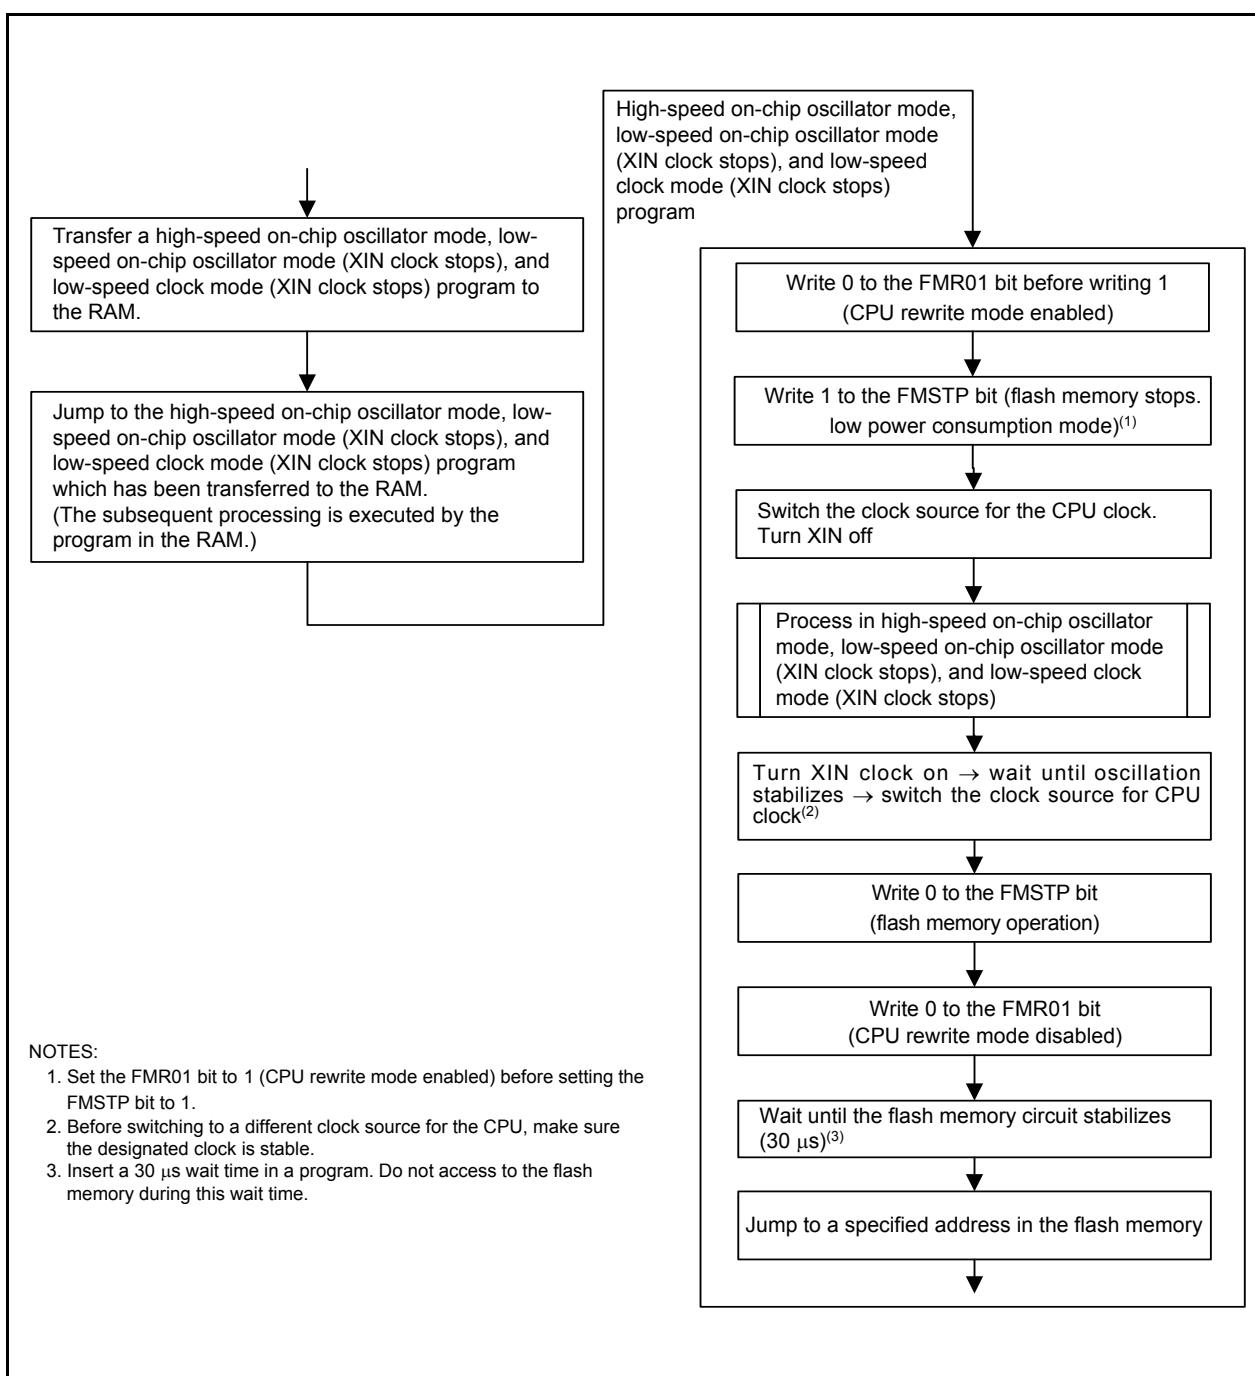 Transfer a high-speed on-chip oscillator mode, low-
speed on-chip oscillator mode (XIN clock stops), and
low-speed clock mode (XIN clock stops) program to
the RAM.
Jump to the high-speed on-chip oscillator mode, low-
speed on-chip oscillator mode (XIN clock stops), and
low-speed clock mode (XIN clock stops) program
which has been transferred to the RAM.
(The subsequent processing is executed by the
program in the RAM.)
High-speed on-chip oscillator mode,
low-speed on-chip oscillator mode
(XIN clock stops), and low-speed
clock mode (XIN clock stops)
program
Write 0 to the FMR01 bit before writing 1
(CPU rewrite mode enabled)
Write 1 to the FMSTP bit (flash memory stops.
low power consumption mode)(1)
Switch the clock source for the CPU clock.
Turn XIN off
Process in high-speed on-chip oscillator
mode, low-speed on-chip oscillator mode
(XIN clock stops), and low-speed clock
mode (XIN clock stops)
Turn XIN clock on → wait until oscillation
stabilizes → switch the clock source for CPU
clock(2)
Write 0 to the FMSTP bit
(flash memory operation)
Write 0 to the FMR01 bit
(CPU rewrite mode disabled)
Wait until the flash memory circuit stabilizes
(30 μs)(3)
Jump to a specified address in the flash memory
NOTES:
1. Set the FMR01 bit to 1 (CPU rewrite mode enabled) before setting the
FMSTP bit to 1.
2. Before switching to a different clock source for the CPU, make sure
the designated clock is stable.
3. Insert a 30 μs wait time in a program. Do not access to the flash
memory during this wait time.